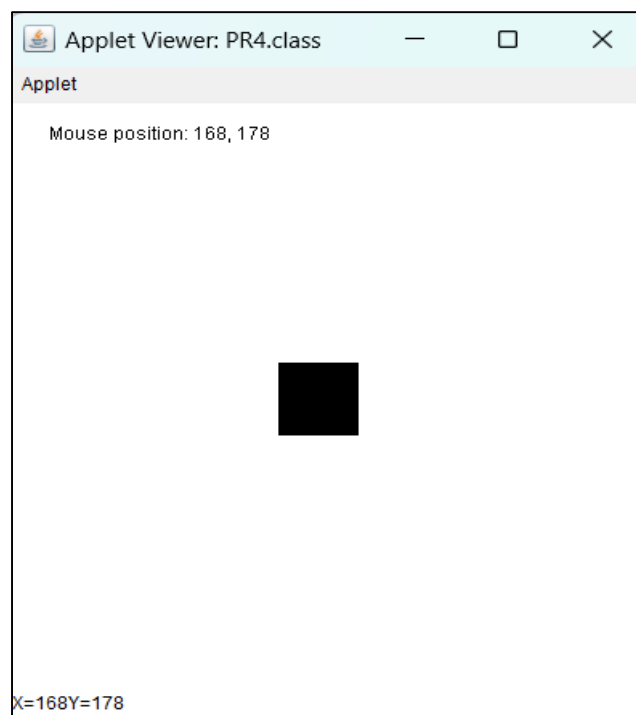 Applet Viewer: PR4.class
Applet
Mouse position: 168, 178
X=168Y=178